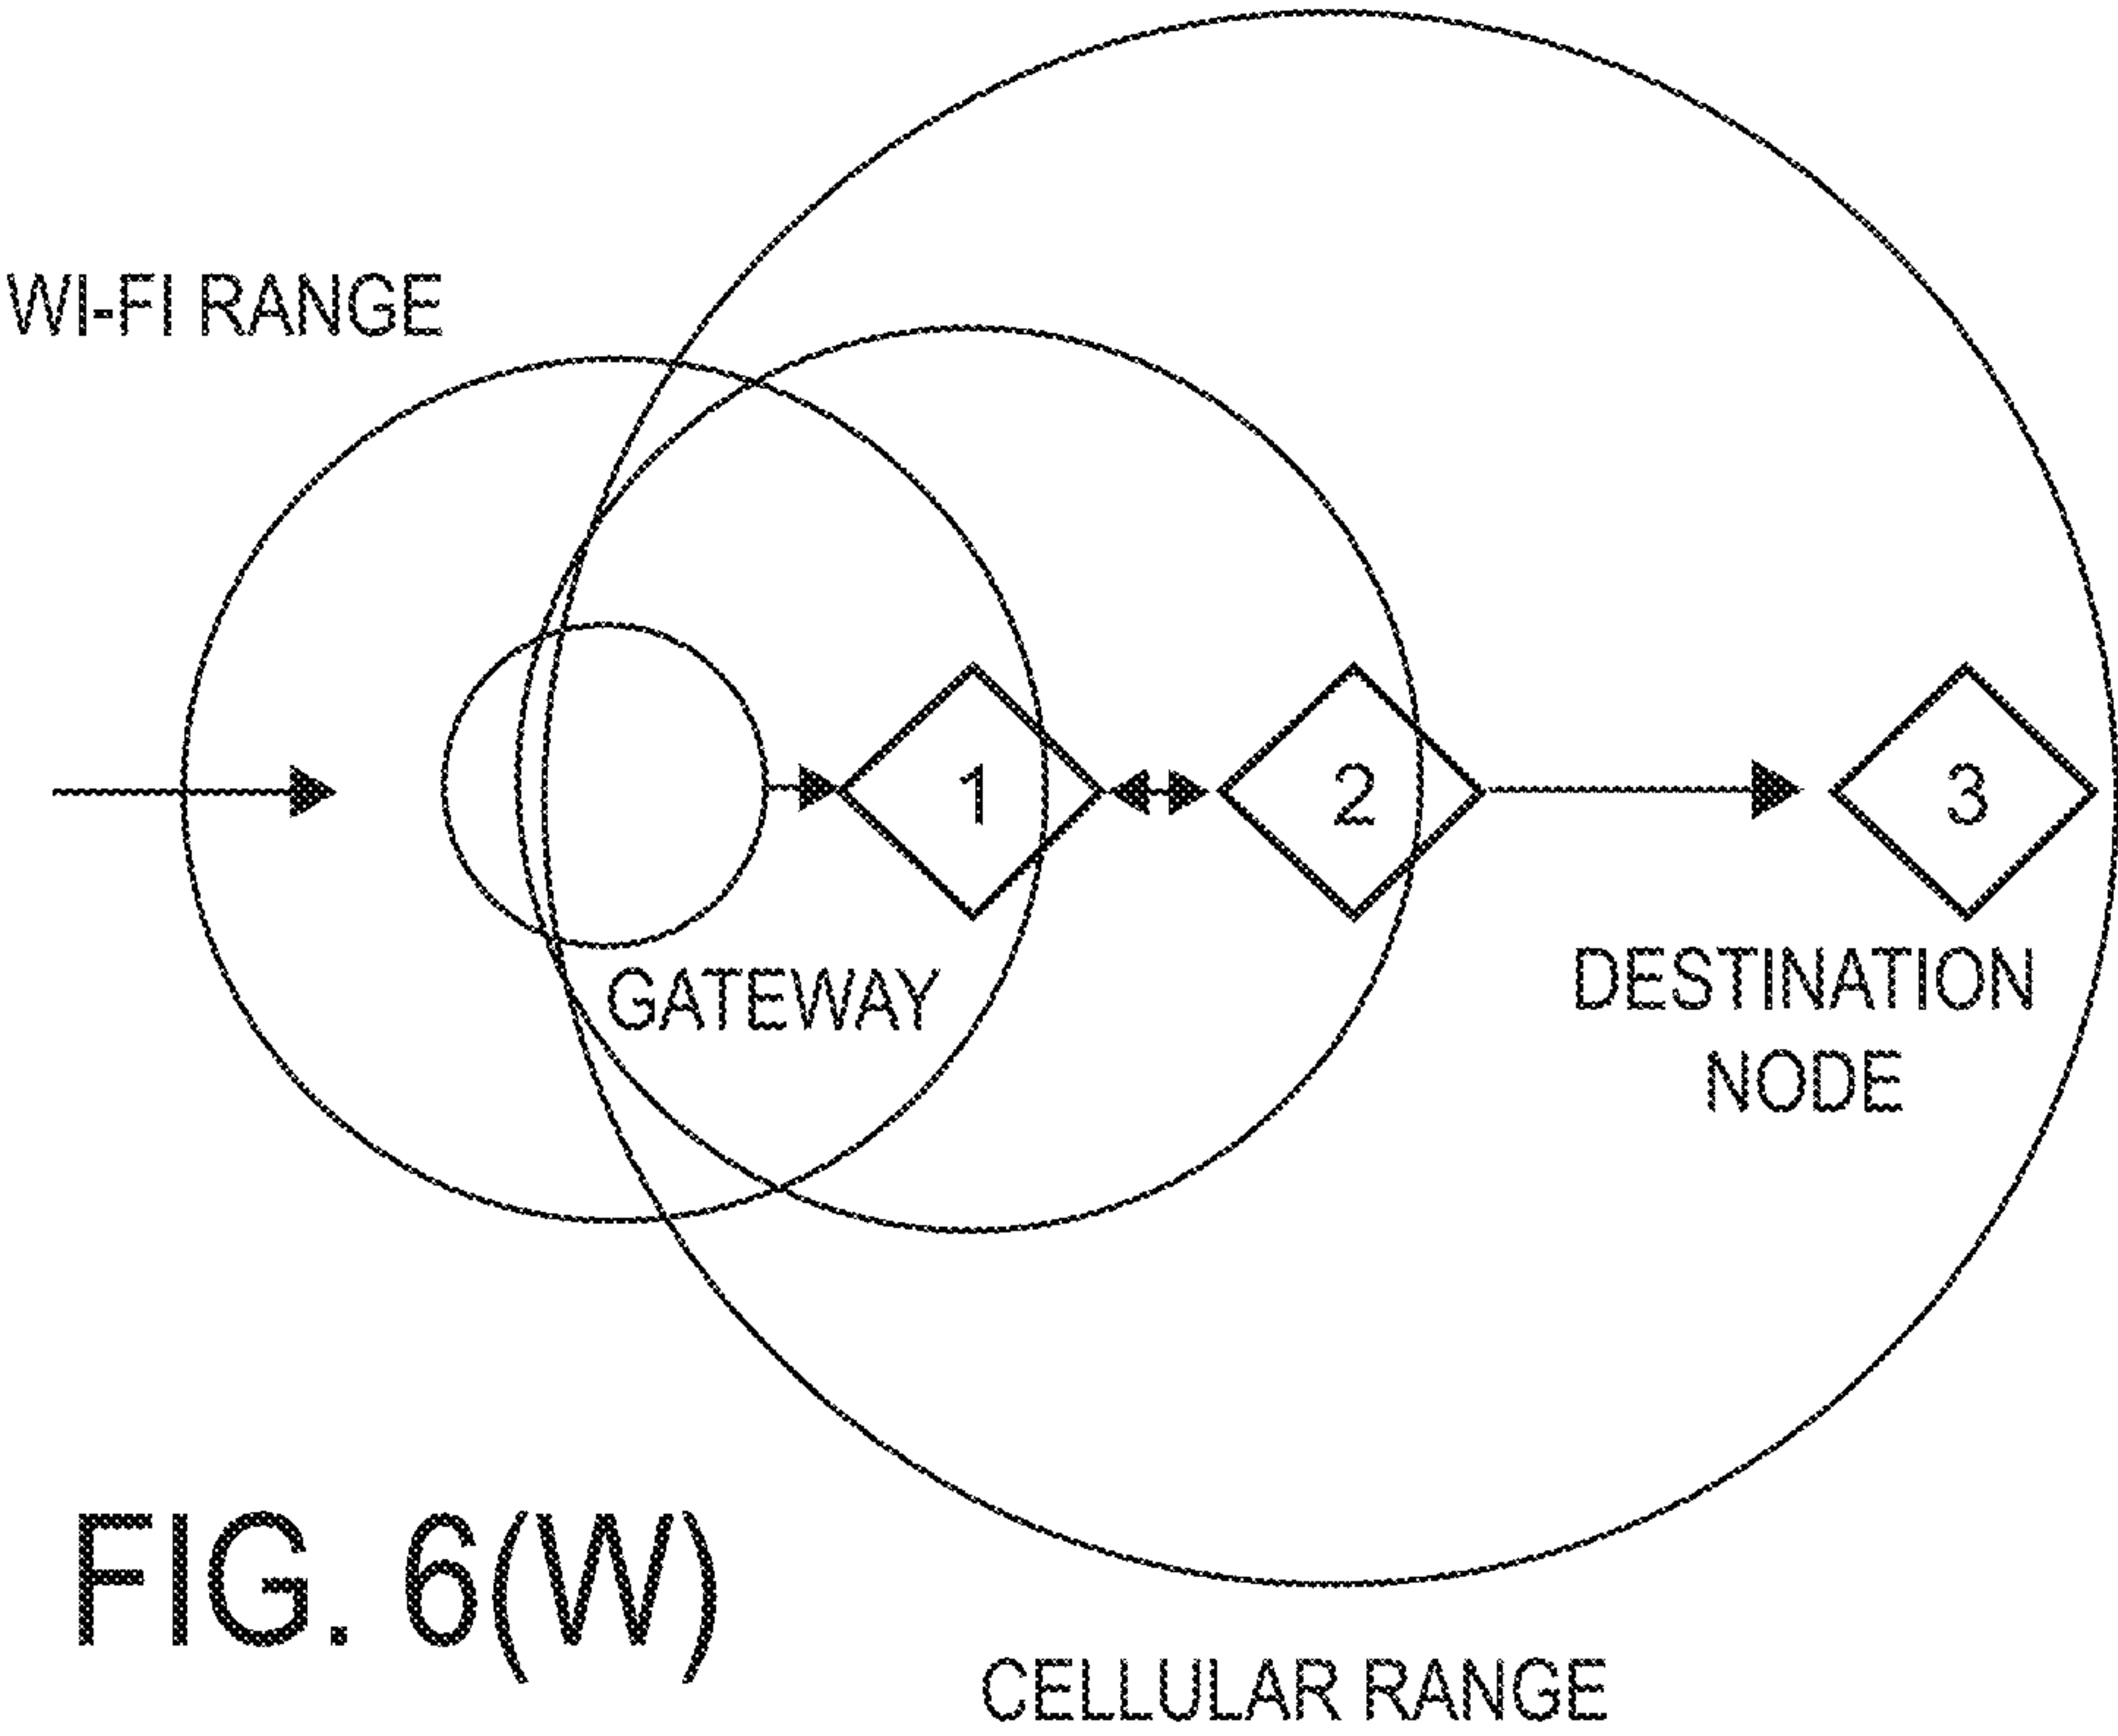 WI-FI RANGE
1
2
3
GATEWAY
DESTINATION
NODE
FIG. 6(W)
CELLULAR RANGE